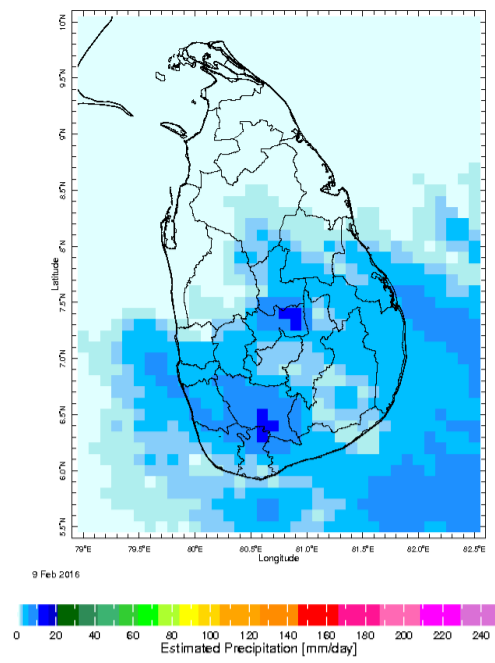 10°N
9.5°N
9°N
8.5°N
8°N
7.5°N
7.0°N
6.5°N
6.0°N
5.5°N
Latitude
79°E 79.5°E 80°E 80.5°E 81.0°E 81.5°E 82.0°E 82.5°E
Longitude
9 Feb 2016
0 20 40 60 80 100 120 140 160 180 200 220 240
Estimated Precipitation [mm/day]